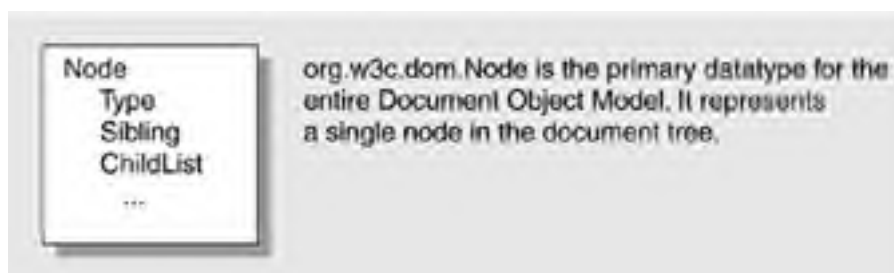 Node
Type
Sibling
ChildList
...
org.w3c.dom.Node is the primary datatype for the
entire Document Object Model. It represents
a single node in the document tree.